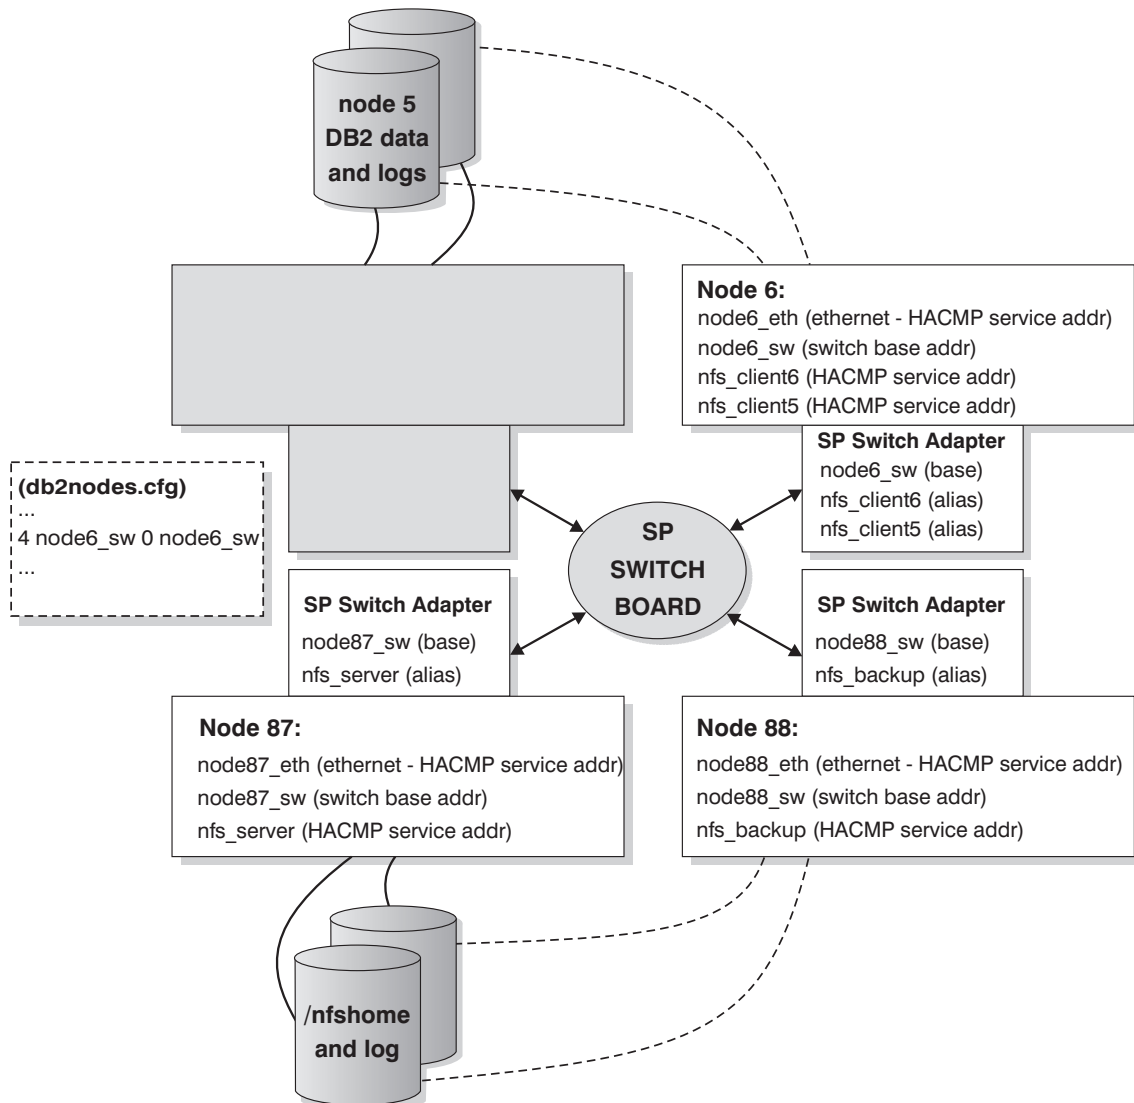 node 5
DB2 data
and logs
Node 6:
node6_eth (ethernet - HACMP service addr)
node6_sw (switch base addr)
nfs_client6 (HACMP service addr)
nfs_client5 (HACMP service addr)
SP Switch Adapter
node6_sw (base)
nfs_client6 (alias)
nfs_client5 (alias)
(db2nodes.cfg)
...
4 node6_sw 0 node6_sw
...
SP
SWITCH
BOARD
SP Switch Adapter
node87_sw (base)
nfs_server (alias)
SP Switch Adapter
node88_sw (base)
nfs_backup (alias)
Node 87:
node87_eth (ethernet - HACMP service addr)
node87_sw (switch base addr)
nfs_server (HACMP service addr)
Node 88:
node88_eth (ethernet - HACMP service addr)
node88_sw (switch base addr)
nfs_backup (HACMP service addr)
/nfshome
and log